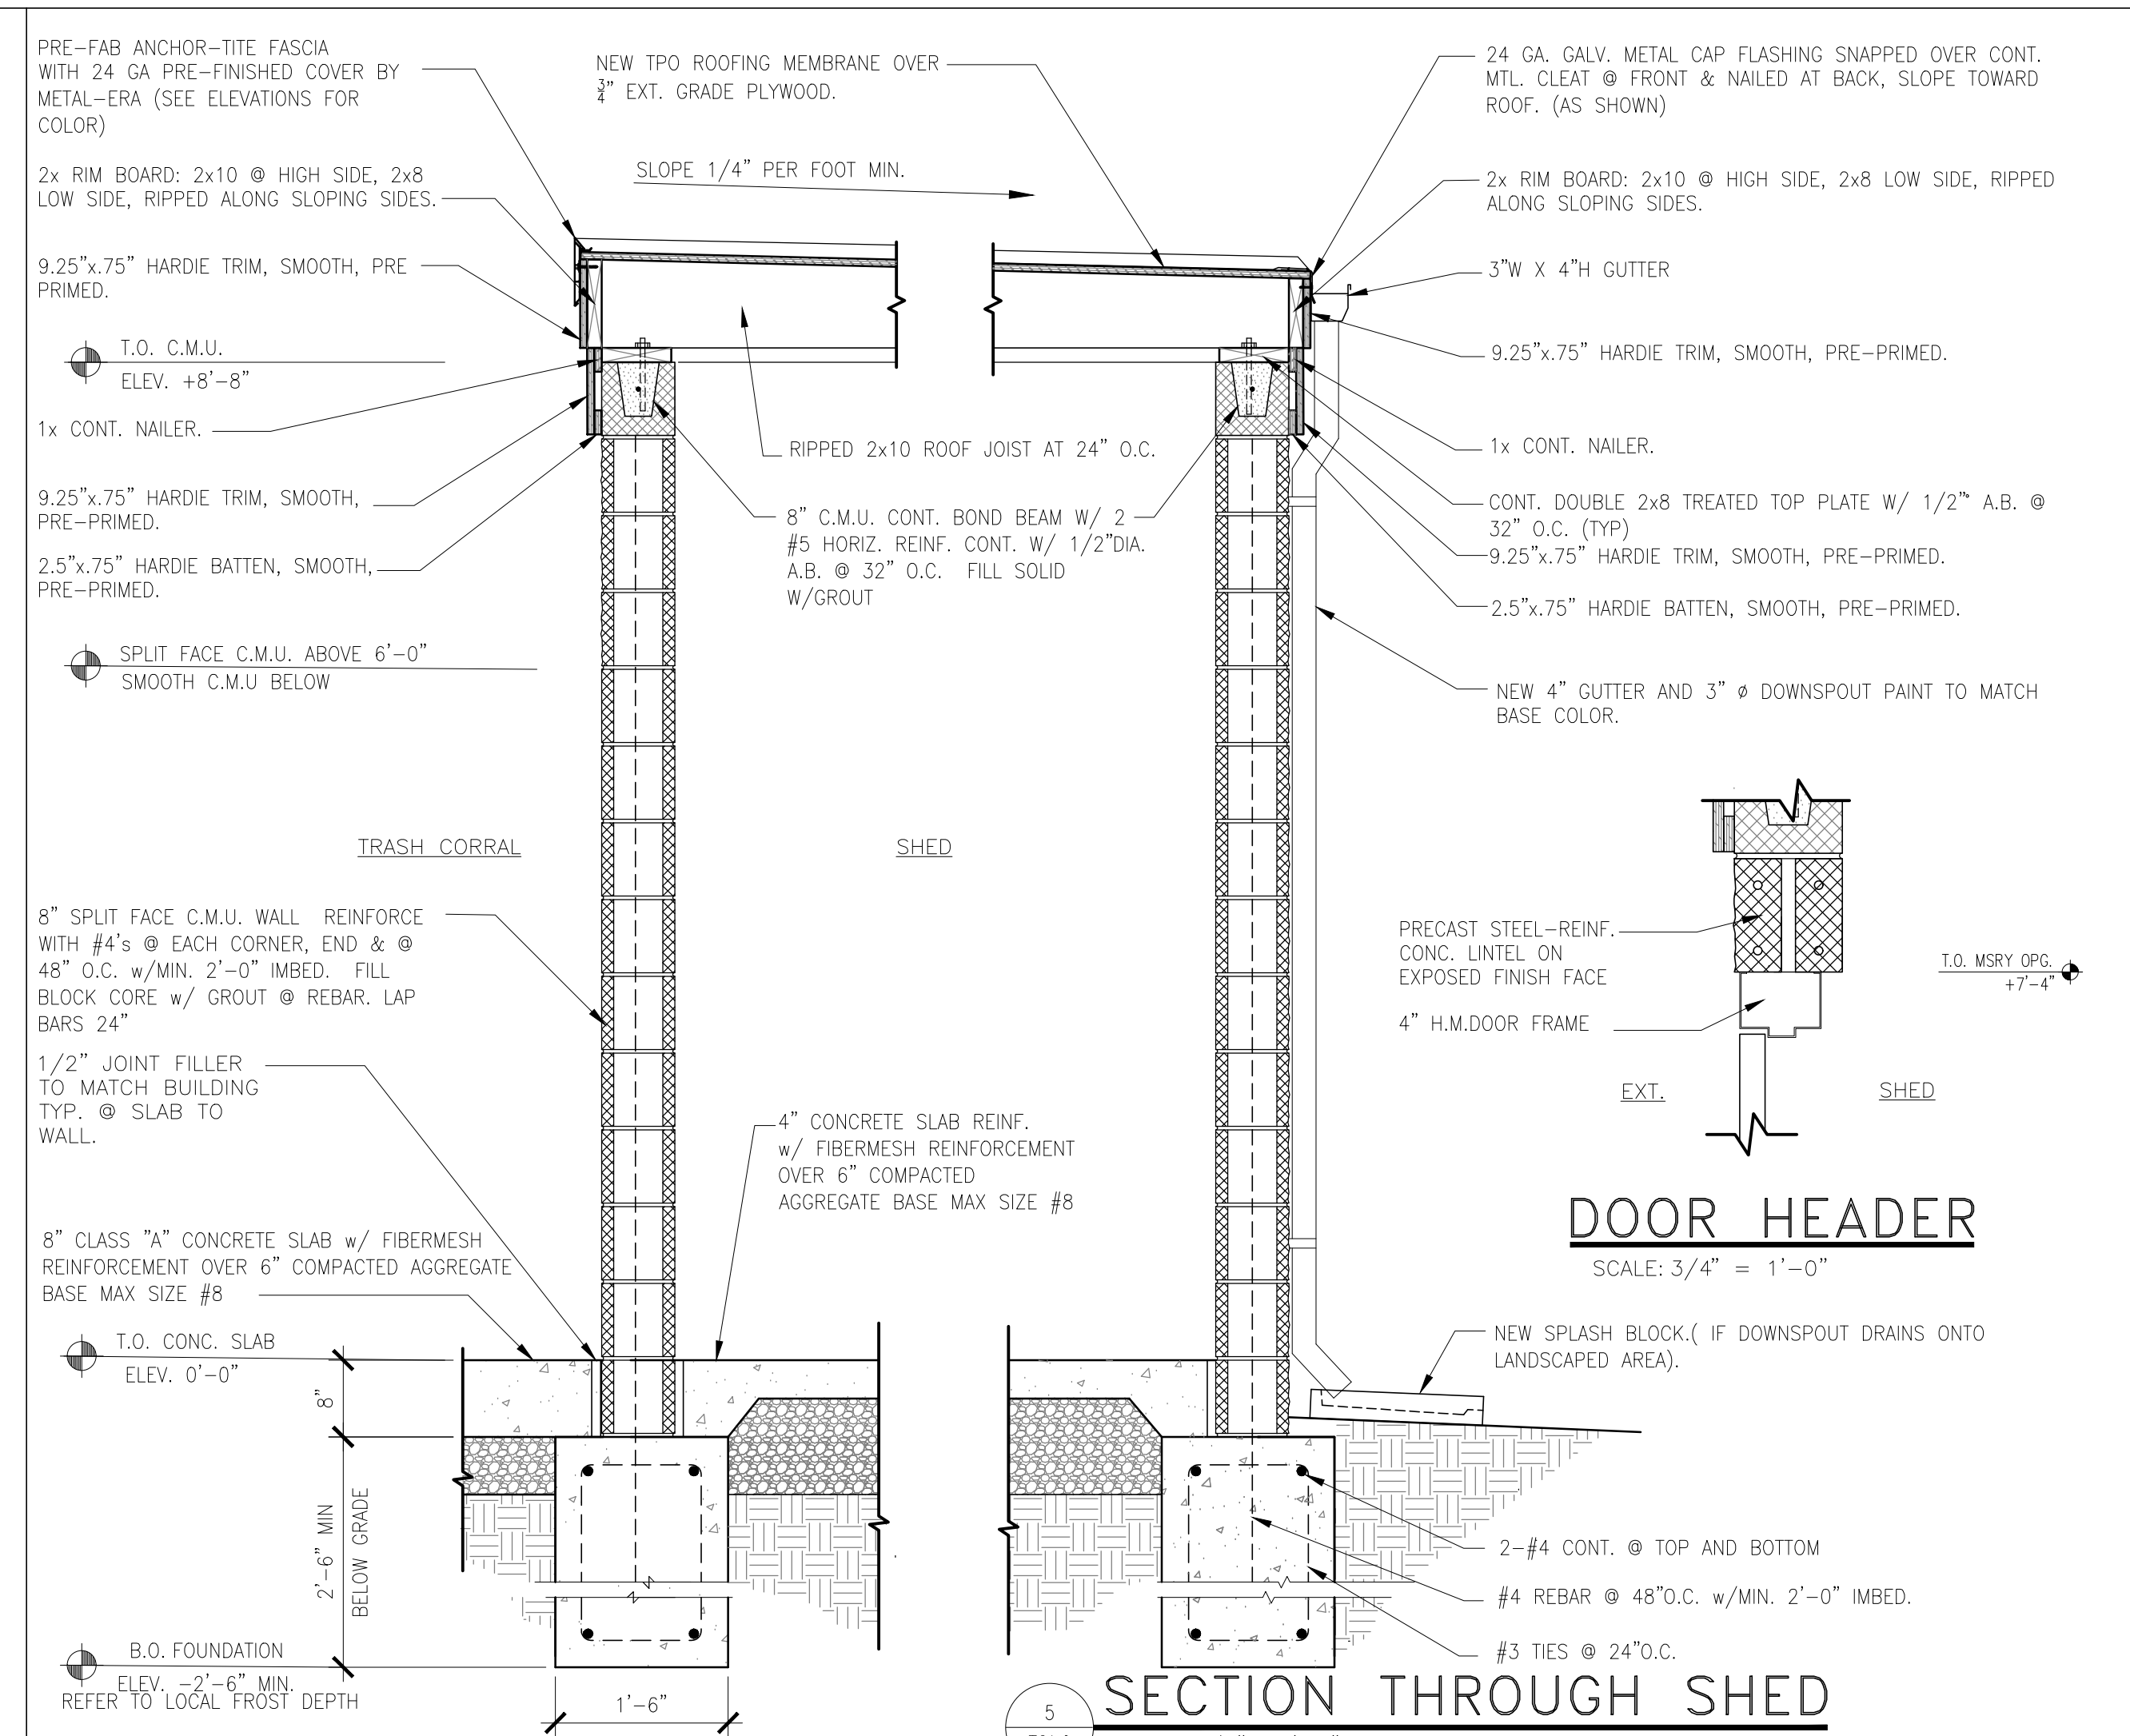 PRE-FAB ANCHOR-TITE FASCIA
WITH 24 GA PRE-FINISHED COVER BY
METAL-ERA (SEE ELEVATIONS FOR
COLOR)
2x RIM BOARD: 2x10 @ HIGH SIDE, 2x8
LOW SIDE, RIPPED ALONG SLOPING SIDES.
9.25"x.75" HARDIE TRIM, SMOOTH, PRE
PRIMED.
T.O. C.M.U.
ELEV. +8'-8"
1x CONT. NAILER.
9.25"x.75" HARDIE TRIM, SMOOTH,
PRE-PRIMED.
2.5"x.75" HARDIE BATTEN, SMOOTH,
PRE-PRIMED.
SPLIT FACE C.M.U. ABOVE 6'-0"
SMOOTH C.M.U BELOW
TRASH CORRAL
8" SPLIT FACE C.M.U. WALL REINFORCE
WITH #4's @ EACH CORNER, END & @
48" O.C. w/MIN. 2'-0" IMBED. FILL
BLOCK CORE w/ GROUT @ REBAR. LAP
BARS 24"
1/2" JOINT FILLER
TO MATCH BUILDING
TYP. @ SLAB TO
WALL.
8" CLASS "A" CONCRETE SLAB w/ FIBERMESH
REINFORCEMENT OVER 6" COMPACTED AGGREGATE
BASE MAX SIZE #8
T.O. CONC. SLAB
ELEV. 0'-0"
8"
2'-6" MIN
BELOW GRADE
B.O. FOUNDATION
ELEV. -2'-6" MIN.
REFER TO LOCAL FROST DEPTH
1'-6"
NEW TPO ROOFING MEMBRANE OVER
3/4" EXT. GRADE PLYWOOD.
SLOPE 1/4" PER FOOT MIN.
RIPPED 2x10 ROOF JOIST AT 24" O.C.
8" C.M.U. CONT. BOND BEAM W/ 2
#5 HORIZ. REINF. CONT. W/ 1/2"DIA.
A.B. @ 32" O.C. FILL SOLID
W/GROUT
SHED
4" CONCRETE SLAB REINF.
w/ FIBERMESH REINFORCEMENT
OVER 6" COMPACTED
AGGREGATE BASE MAX SIZE #8
24 GA. GALV. METAL CAP FLASHING SNAPPED OVER CONT.
MTL. CLEAT @ FRONT & NAILED AT BACK, SLOPE TOWARD
ROOF. (AS SHOWN)
2x RIM BOARD: 2x10 @ HIGH SIDE, 2x8 LOW SIDE, RIPPED
ALONG SLOPING SIDES.
3"W X 4"H GUTTER
9.25"x.75" HARDIE TRIM, SMOOTH, PRE-PRIMED.
1x CONT. NAILER.
CONT. DOUBLE 2x8 TREATED TOP PLATE W/ 1/2"ø A.B. @
32" O.C. (TYP)
9.25"x.75" HARDIE TRIM, SMOOTH, PRE-PRIMED.
2.5"x.75" HARDIE BATTEN, SMOOTH, PRE-PRIMED.
NEW 4" GUTTER AND 3" ø DOWNSPOUT PAINT TO MATCH
BASE COLOR.
PRECAST STEEL-REINF.
CONC. LINTEL ON
EXPOSED FINISH FACE
T.O. MSRY OPG.
+7'-4"
4" H.M.DOOR FRAME
EXT.
SHED
DOOR HEADER
SCALE: 3/4" = 1'-0"
NEW SPLASH BLOCK.( IF DOWNSPOUT DRAINS ONTO
LANDSCAPED AREA).
2-#4 CONT. @ TOP AND BOTTOM
#4 REBAR @ 48"O.C. w/MIN. 2'-0" IMBED.
#3 TIES @ 24"O.C.
5
SECTION THROUGH SHED